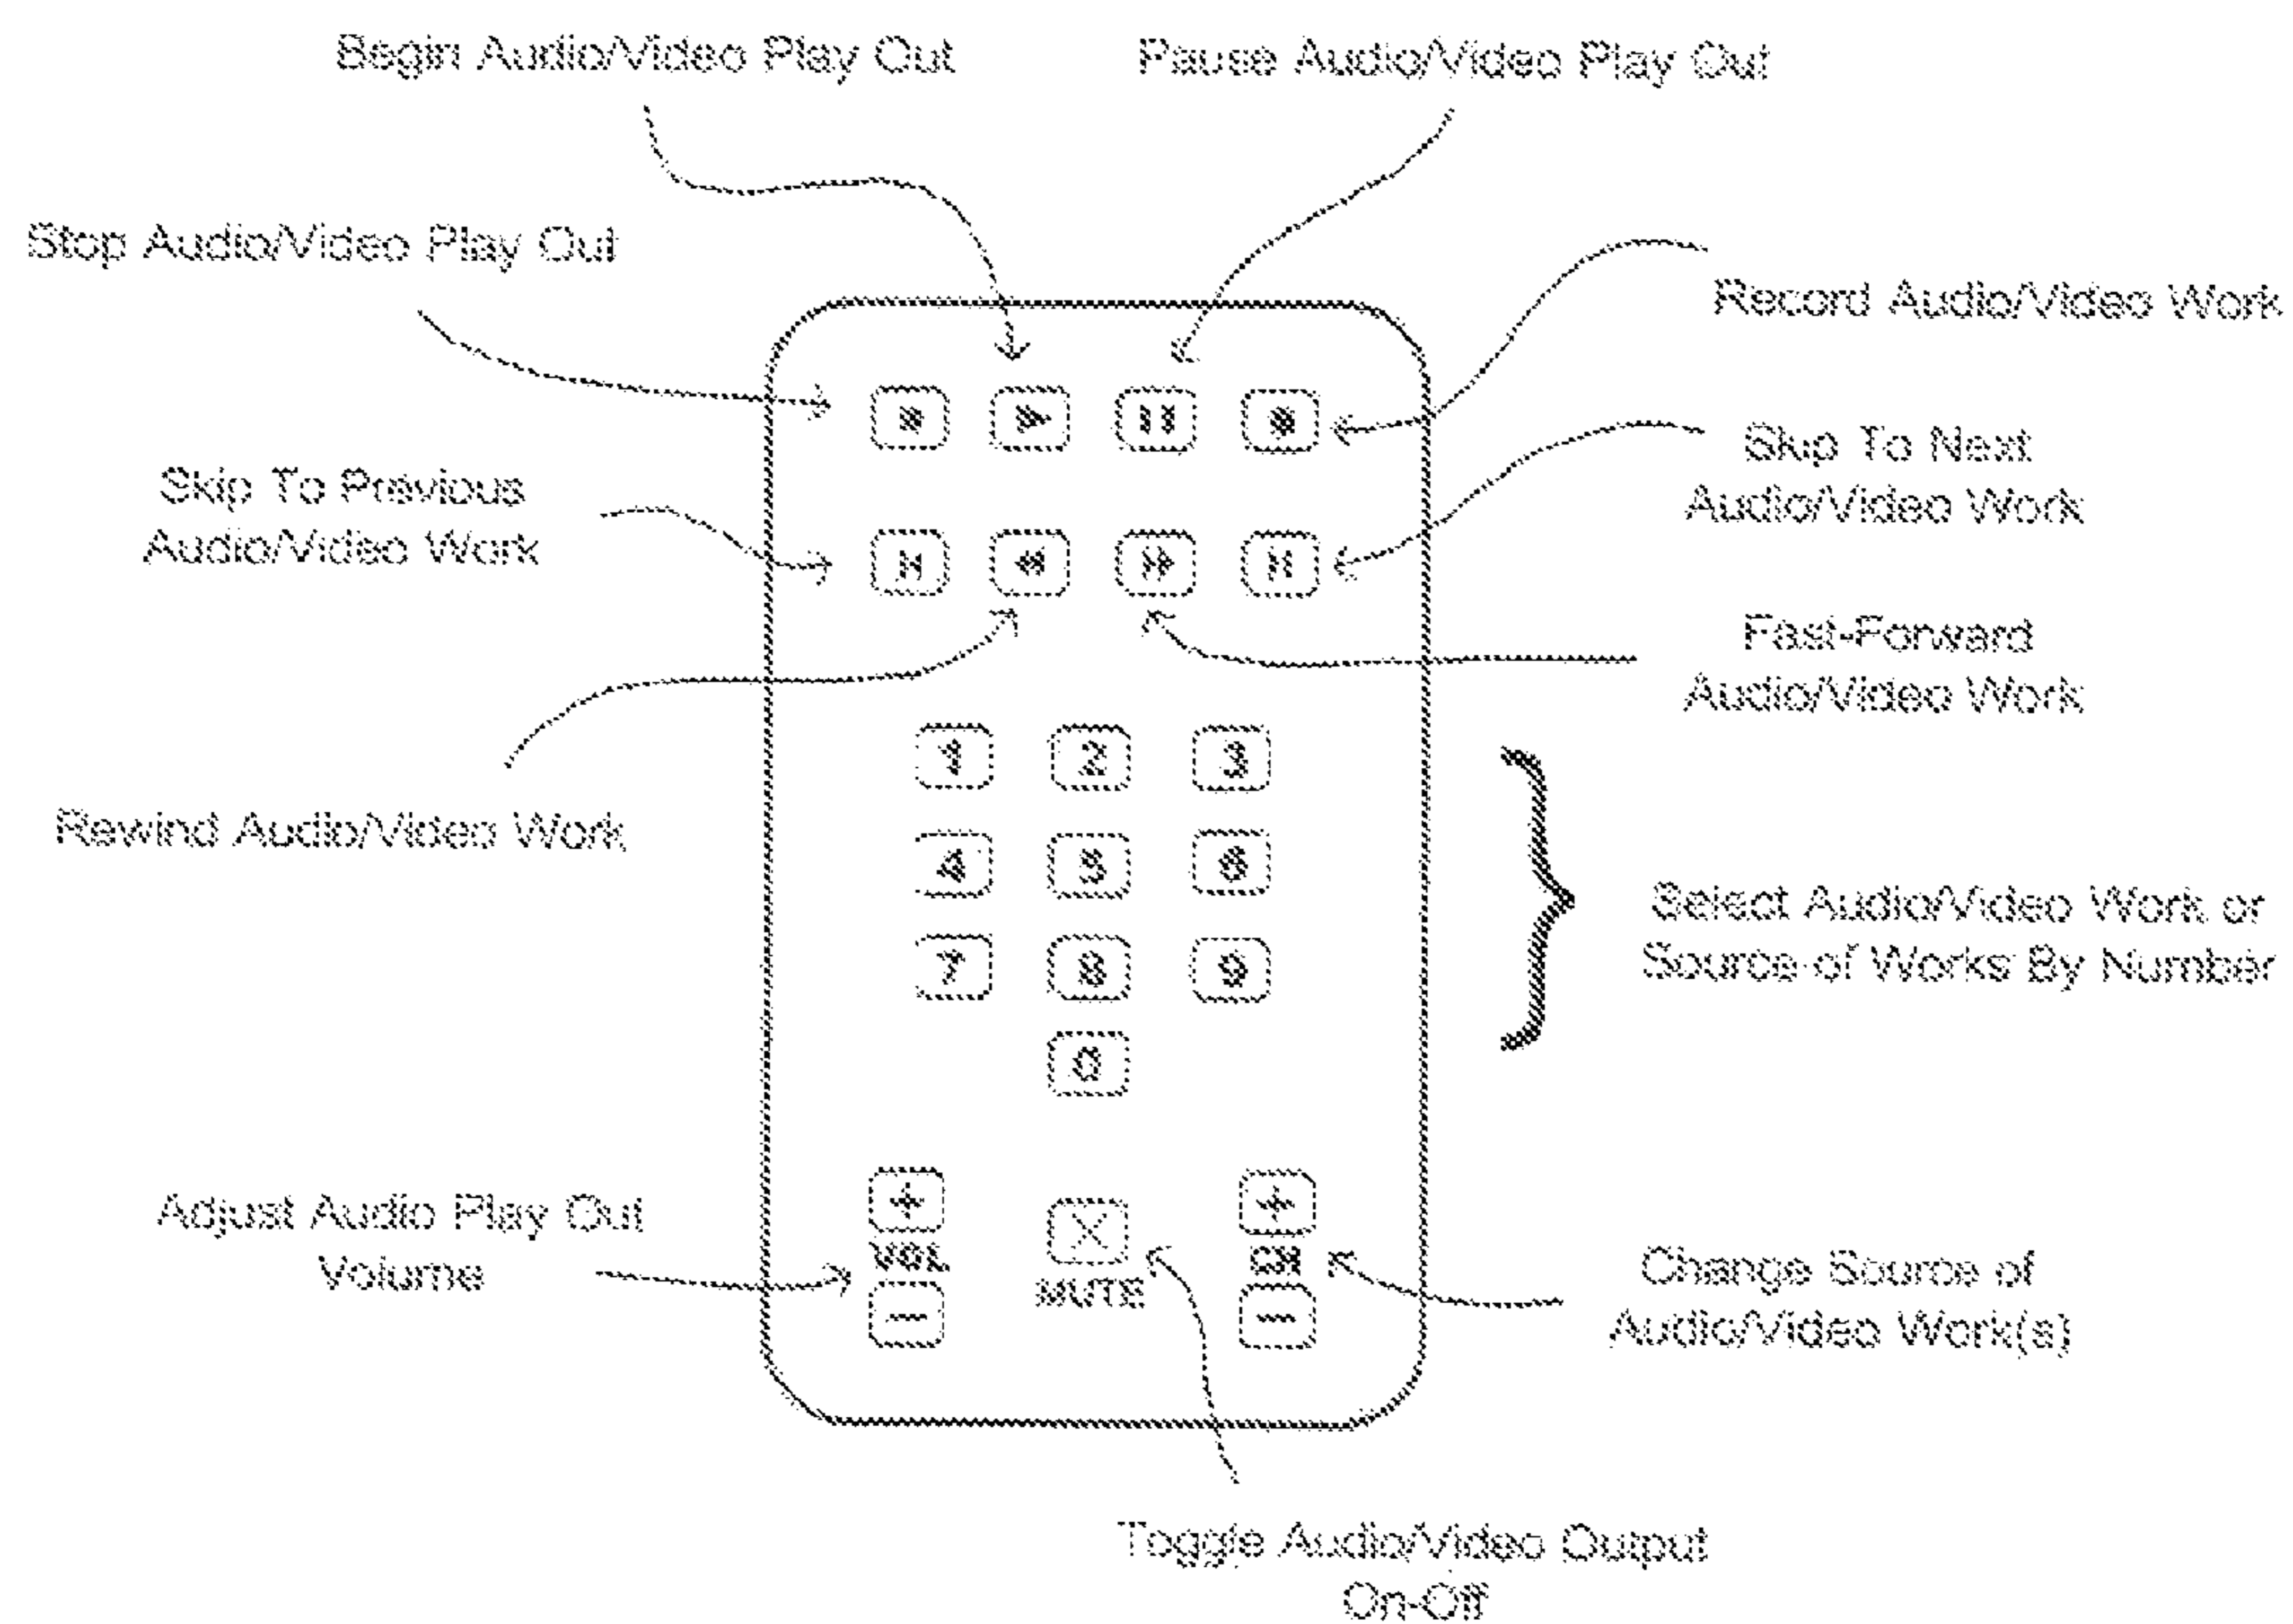 Begin Audio/Video Play Out
Pause Audio/Video Play Out
Stop Audio/Video Play Out
Record Audio/Video Work
Skip To Next
Audio/Video Work
Skip To Previous
Audio/Video Work
Fast-Forward
Audio/Video Work
1 2 3
Rewind Audio/Video Work
4 5 6
Select Audio/Video Work or
Source of Works By Number
7 8 9
0
Adjust Audio Play Out
Volume
+
VOL
−
MUTE
+
CH
−
Change Source of
Audio/Video Work(s)
Toggle Audio/Video Output
On-Off